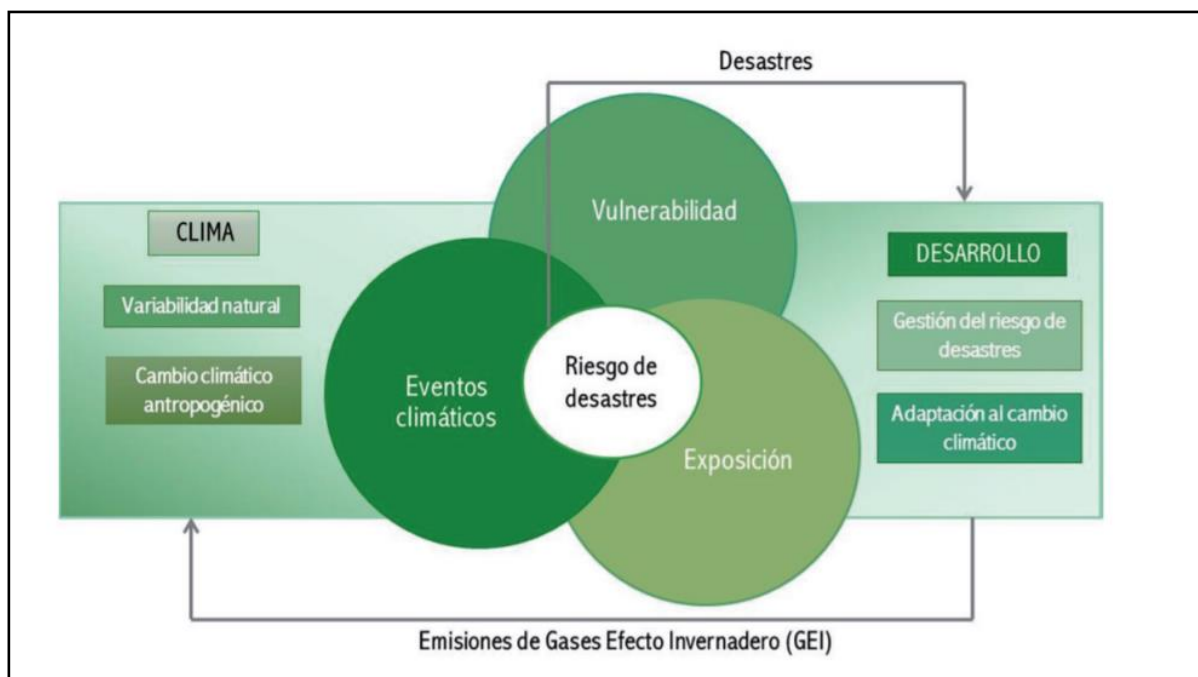 Desastres
Vulnerabilidad
CLIMA
Variabilidad natural
Cambio climático
antropogénico
Eventos
climáticos
Riesgo de
desastres
Exposición
DESARROLLO
Gestión del riesgo de
desastres
Adaptación al cambio
climático
Emisiones de Gases Efecto Invernadero (GEI)